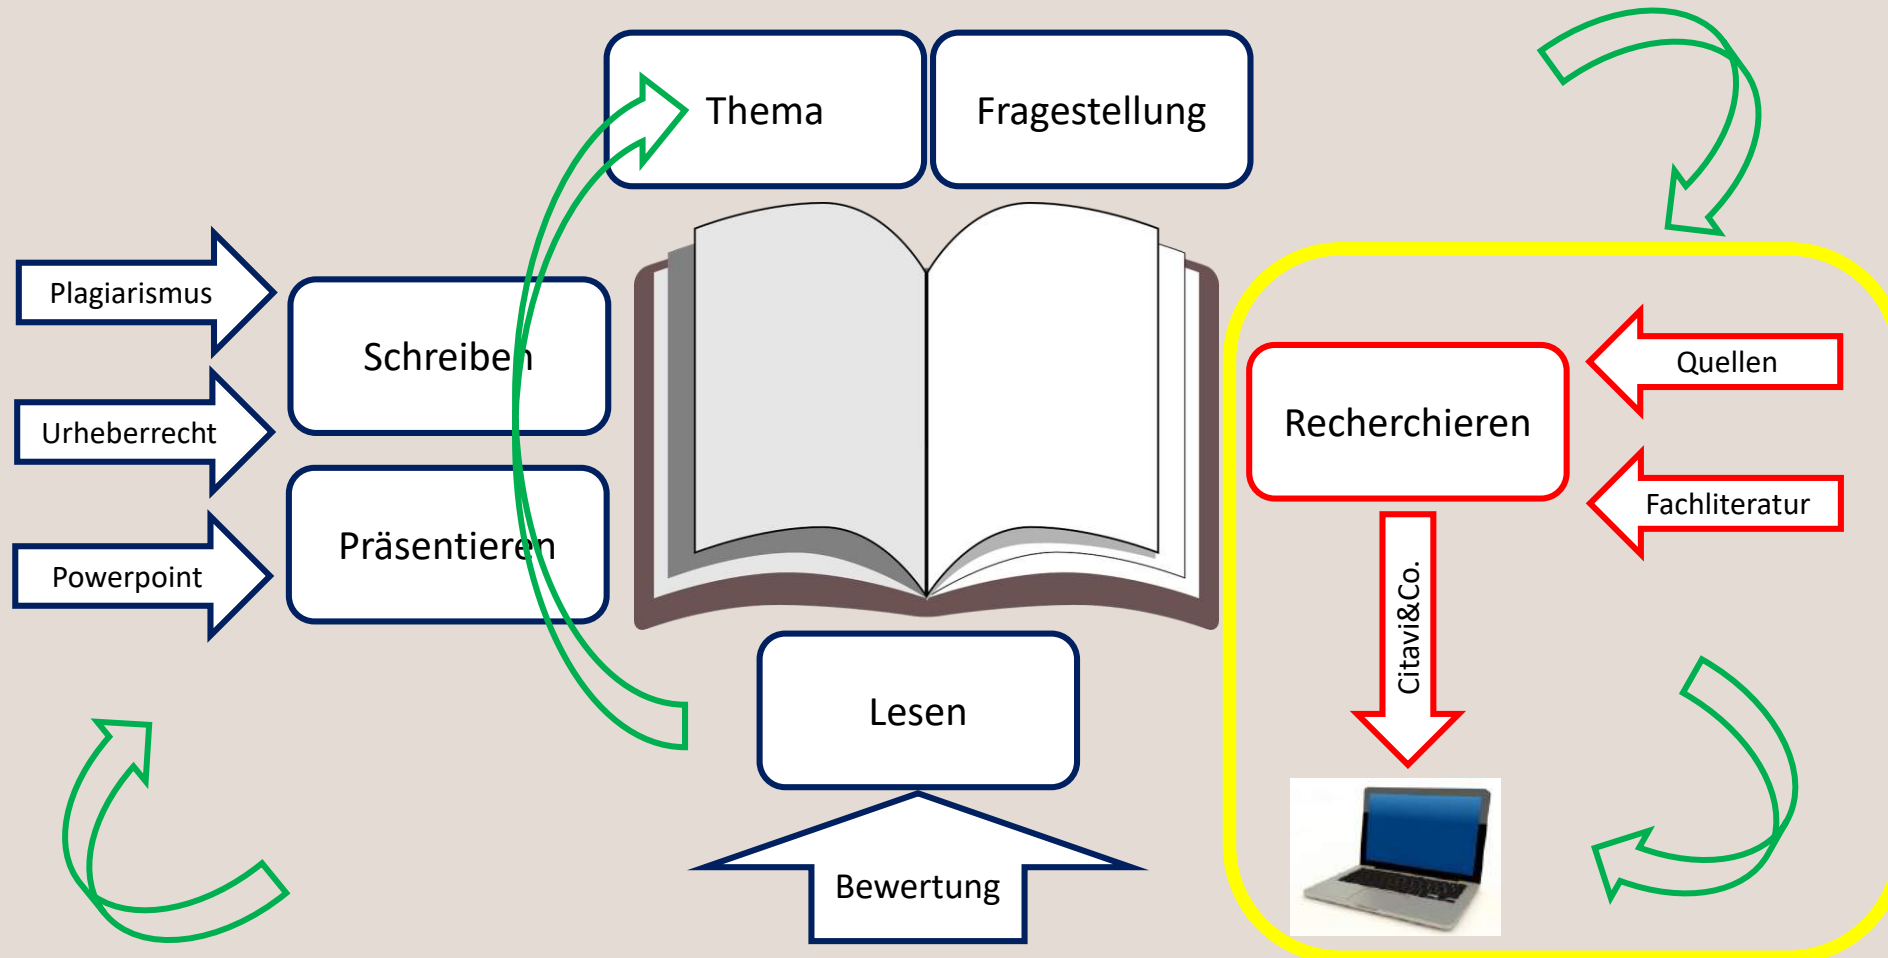 Thema
Fragestellung
Plagiarismus
Schreiben
Urheberrecht
Präsentieren
Powerpoint
Quellen
Recherchieren
Fachliteratur
Citavi&Co.
Lesen
Bewertung